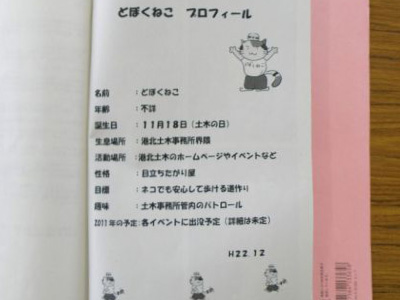 どぼくねこ　プロフィール
名前　：どぼくねこ
年齢　：不詳
誕生日　：１１月１８日（土木の日）
生息場所　：港北土木事務所界隈
活動場所　：港北土木のホームページやイベントなど
性格　：目立ちたがり屋
目標　：ネコでも安心して歩ける道作り
趣味　：土木事務所管内のパトロール
2011年の予定：各イベントに出没予定（詳細は未定）
Ｈ２２．１２